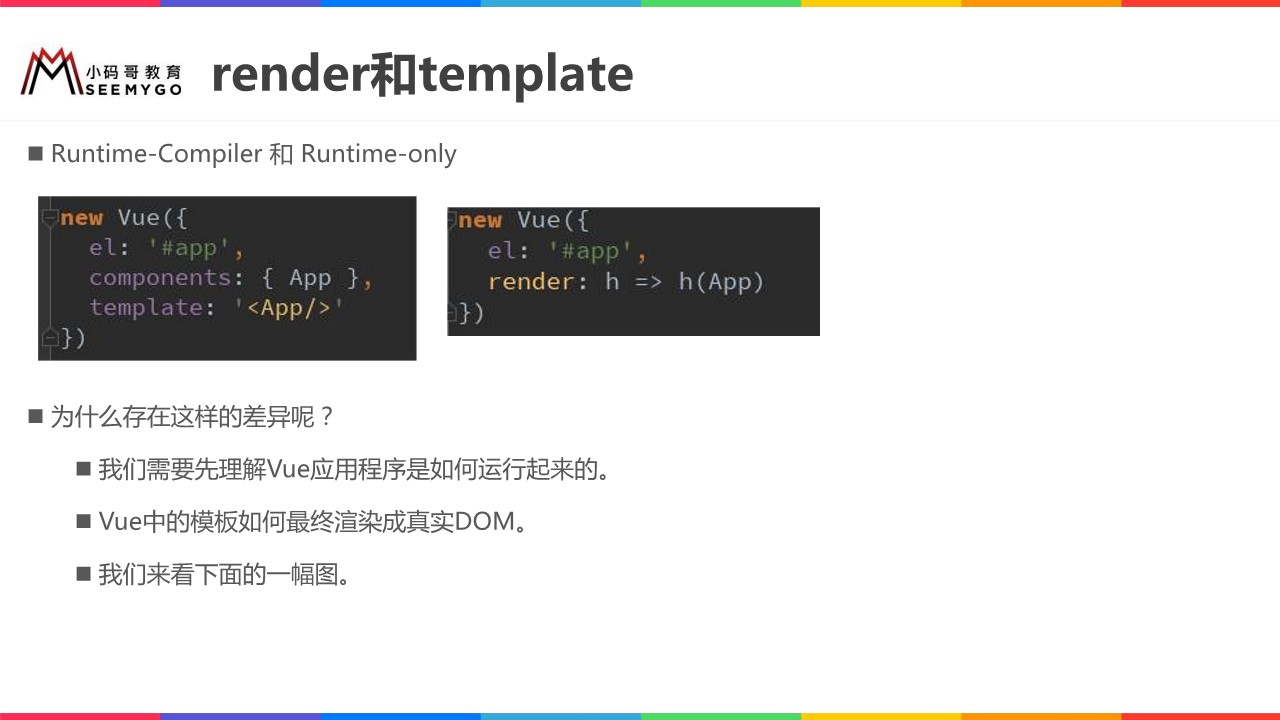 小码哥教育
SEEMYGO
render和template
Runtime-Compiler 和 Runtime-only
new Vue({
el: '#app',
components: { App },
template: '<App/>'
})
new Vue({
el: '#app',
render: h => h(App)
})
为什么存在这样的差异呢？
我们需要先理解Vue应用程序是如何运行起来的。
Vue中的模板如何最终渲染成真实DOM。
我们来看下面的一幅图。